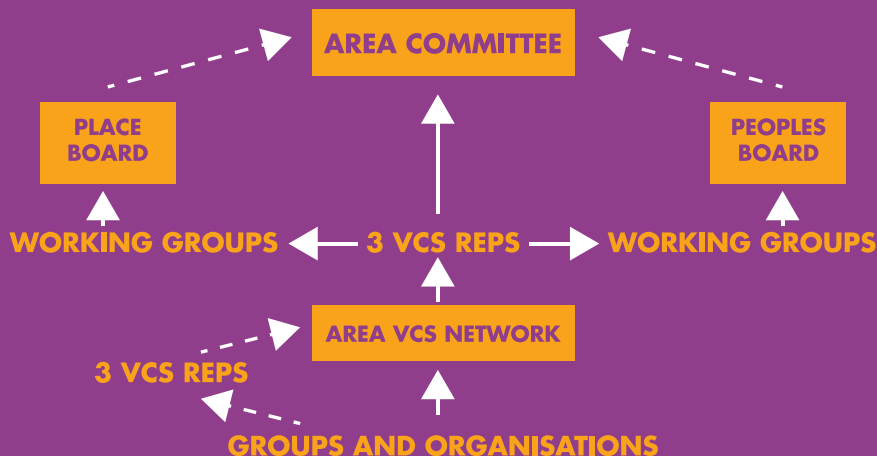 AREA COMMITTEE
PLACE
BOARD
PEOPLES
BOARD
WORKING GROUPS
3 VCS REPS
WORKING GROUPS
AREA VCS NETWORK
3 VCS REPS
GROUPS AND ORGANISATIONS